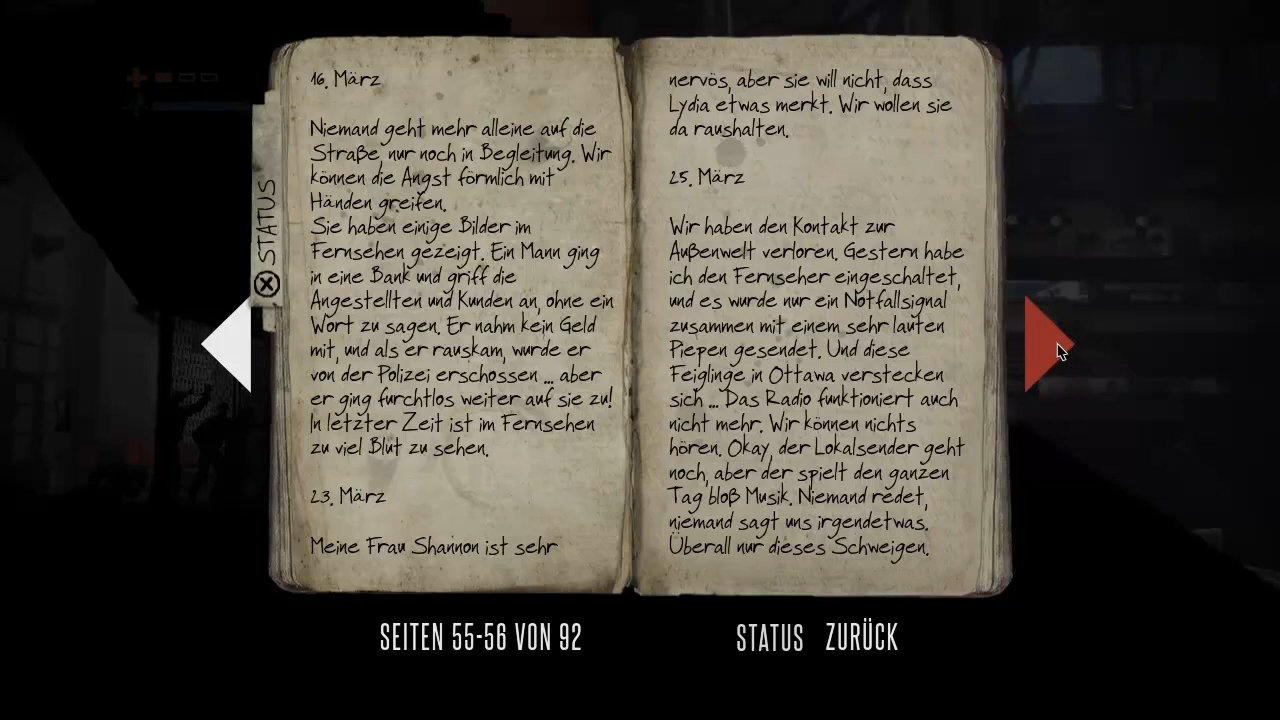 STATUS
16. März
Niemand geht mehr alleine auf die
Straße, nur noch in Begleitung. Wir
können die Angst förmlich mit
Händen greifen.
Sie haben einige Bilder im
Fernsehen gezeigt. Ein Mann ging
in eine Bank und griff die
Angestellten und Kunden an, ohne ein
Wort zu sagen. Er nahm kein Geld
mit, und als er rauskam, wurde er
von der Polizei erschossen ... aber
er ging furchtlos weiter auf sie zu!
In letzter Zeit ist im Fernsehen
zu viel Blut zu sehen.
23. März
Meine Frau Shannon ist sehr
nervös, aber sie will nicht, dass
Lydia etwas merkt. Wir wollen sie
da raushalten.
25. März
Wir haben den Kontakt zur
Außenwelt verloren. Gestern habe
ich den Fernseher eingeschaltet,
und es wurde nur ein Notfallsignal
zusammen mit einem sehr lauten
Piepen gesendet. Und diese
Feiglinge in Ottawa verstecken
sich ... Das Radio funktioniert auch
nicht mehr. Wir können nichts
hören. Okay, der Lokalsender geht
noch, aber der spielt den ganzen
Tag bloß Musik. Niemand redet,
niemand sagt uns irgendetwas.
Überall nur dieses Schweigen.
SEITEN 55-56 VON 92
STATUS ZURÜCK